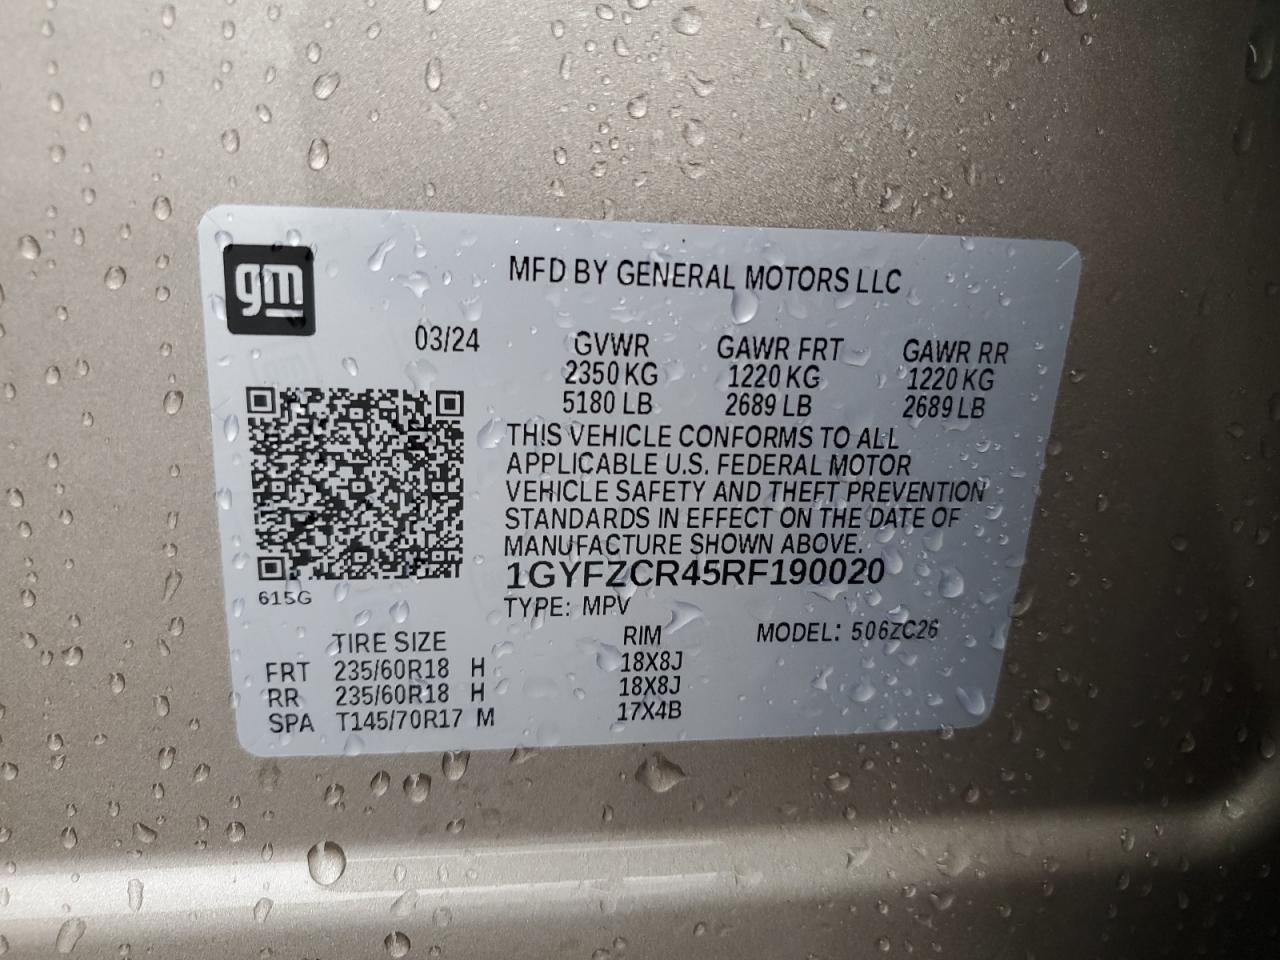 gm
MFD BY GENERAL MOTORS LLC
03/24 GVWR GAWR FRT GAWR RR
2350 KG 1220 KG 1220 KG
5180 LB 2689 LB 2689 LB
THIS VEHICLE CONFORMS TO ALL
APPLICABLE U.S. FEDERAL MOTOR
VEHICLE SAFETY AND THEFT PREVENTION
STANDARDS IN EFFECT ON THE DATE OF
MANUFACTURE SHOWN ABOVE.
1GYFZCR45RF190020
615G
TYPE: MPV
TIRE SIZE RIM MODEL: 506ZC26
FRT 235/60R18 H 18X8J
RR 235/60R18 H 18X8J
SPA T145/70R17 M 17X4B